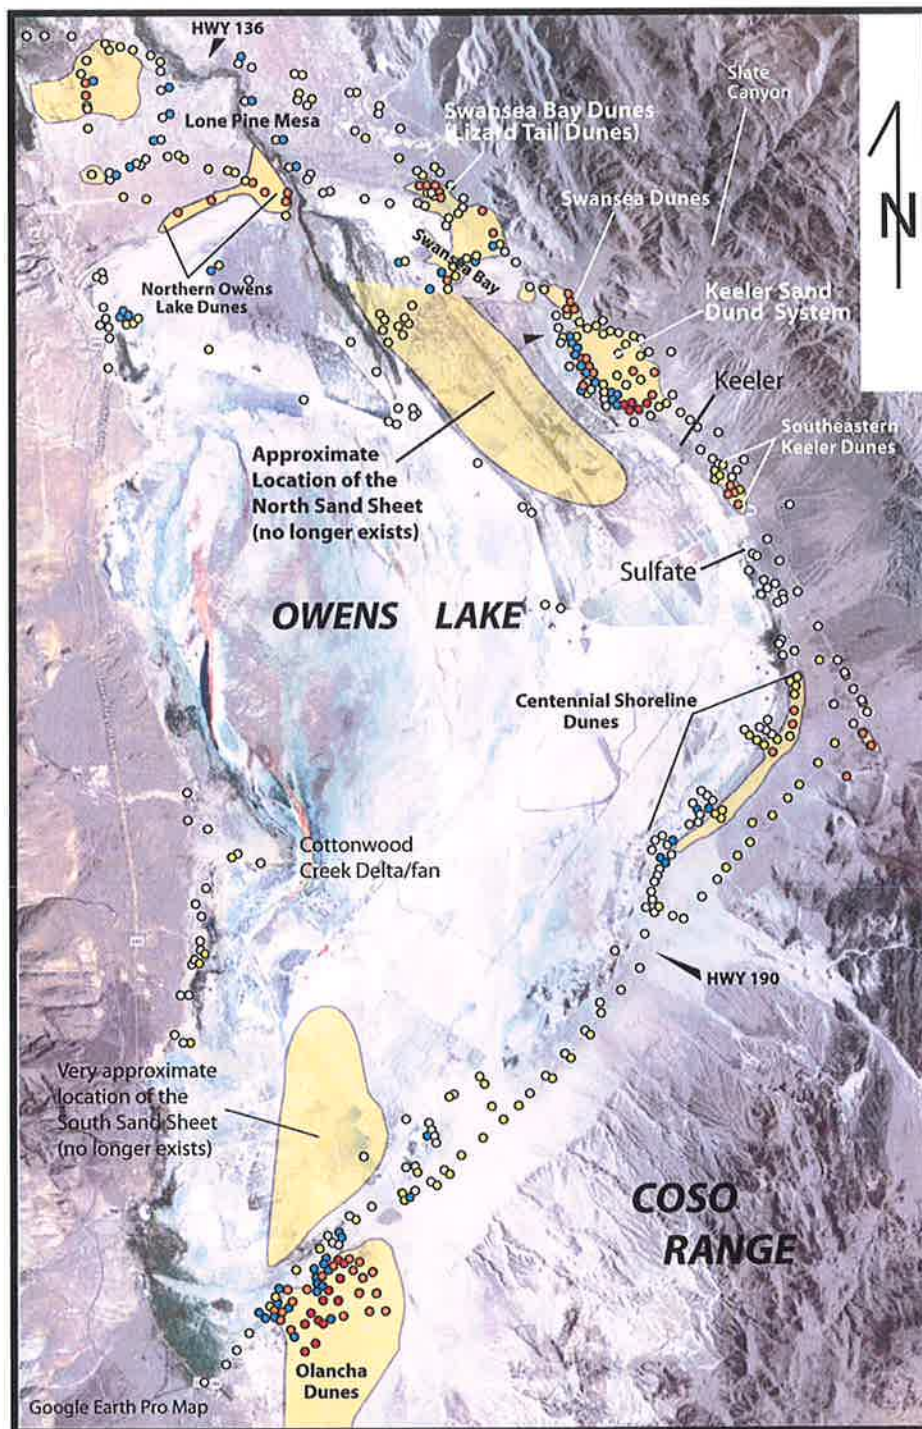 HWY 136
Slate
Canyon
Lone Pine Mesa
Swansea Bay Dunes
(Lizard Tail Dunes)
N
Swansea Dunes
Swansea Bay
Northern Owens
Lake Dunes
Keeler Sand
Dund System
Keeler
Southeastern
Keeler Dunes
Approximate
Location of the
North Sand Sheet
(no longer exists)
Sulfate
OWENS LAKE
Centennial Shoreline
Dunes
Cottonwood
Creek Delta/fan
HWY 190
Very approximate
location of the
South Sand Sheet
(no longer exists)
COSO
RANGE
Olancha
Dunes
Google Earth Pro Map